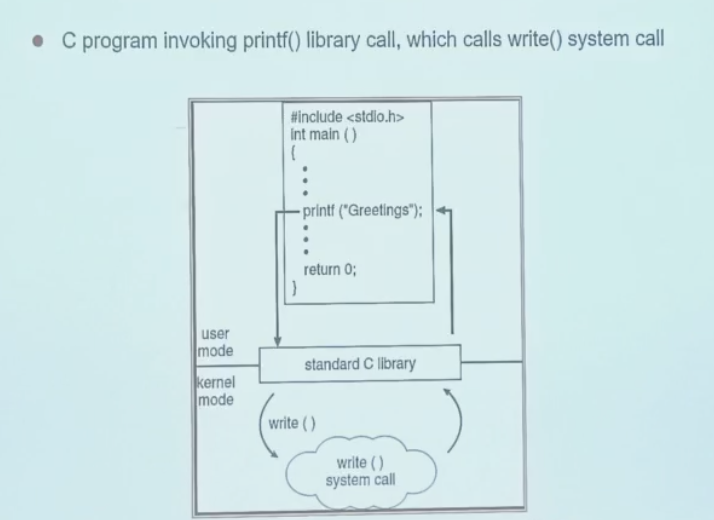 C program invoking printf() library call, which calls write() system call
#include <stdio.h>
int main ( )
{
printf ("Greetings");
return 0;
}
user
mode
standard C library
kernel
mode
write ( )
write ( )
system call